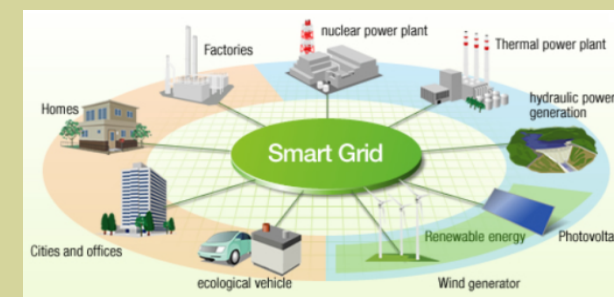 nuclear power plant
Factories
Thermal power plant
Homes
hydraulic power
generation
Smart Grid
Cities and offices
Renewable energy
Photovolta
ecological vehicle
Wind generator